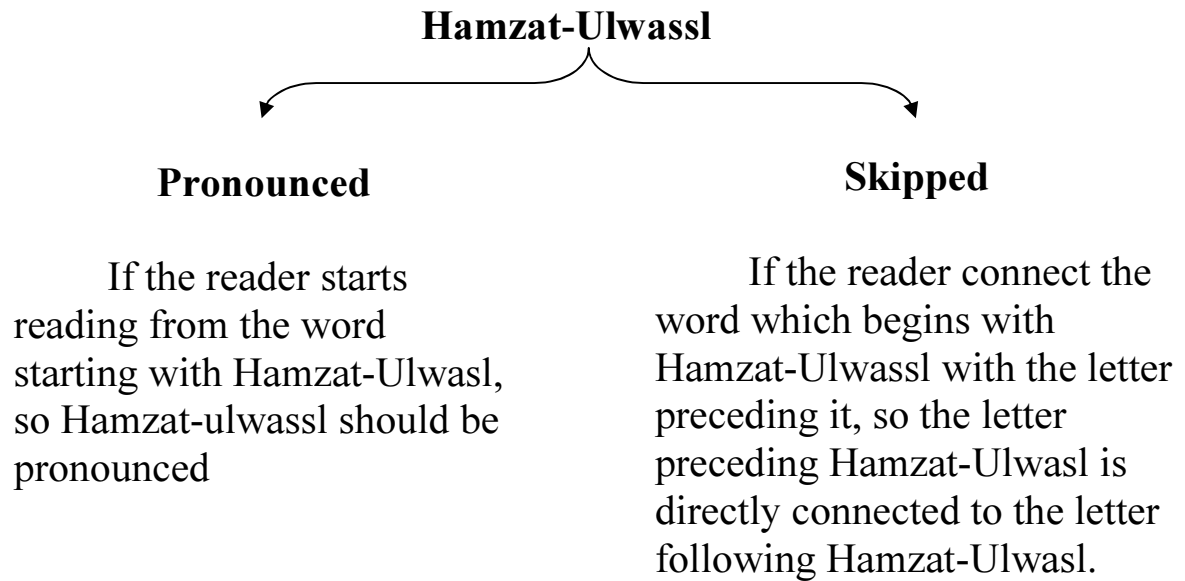 Hamzat-Ulwassl
Pronounced
If the reader starts
reading from the word
starting with Hamzat-Ulwasl,
so Hamzat-ulwassl should be
pronounced
Skipped
If the reader connect the
word which begins with
Hamzat-Ulwassl with the letter
preceding it, so the letter
preceding Hamzat-Ulwasl is
directly connected to the letter
following Hamzat-Ulwasl.